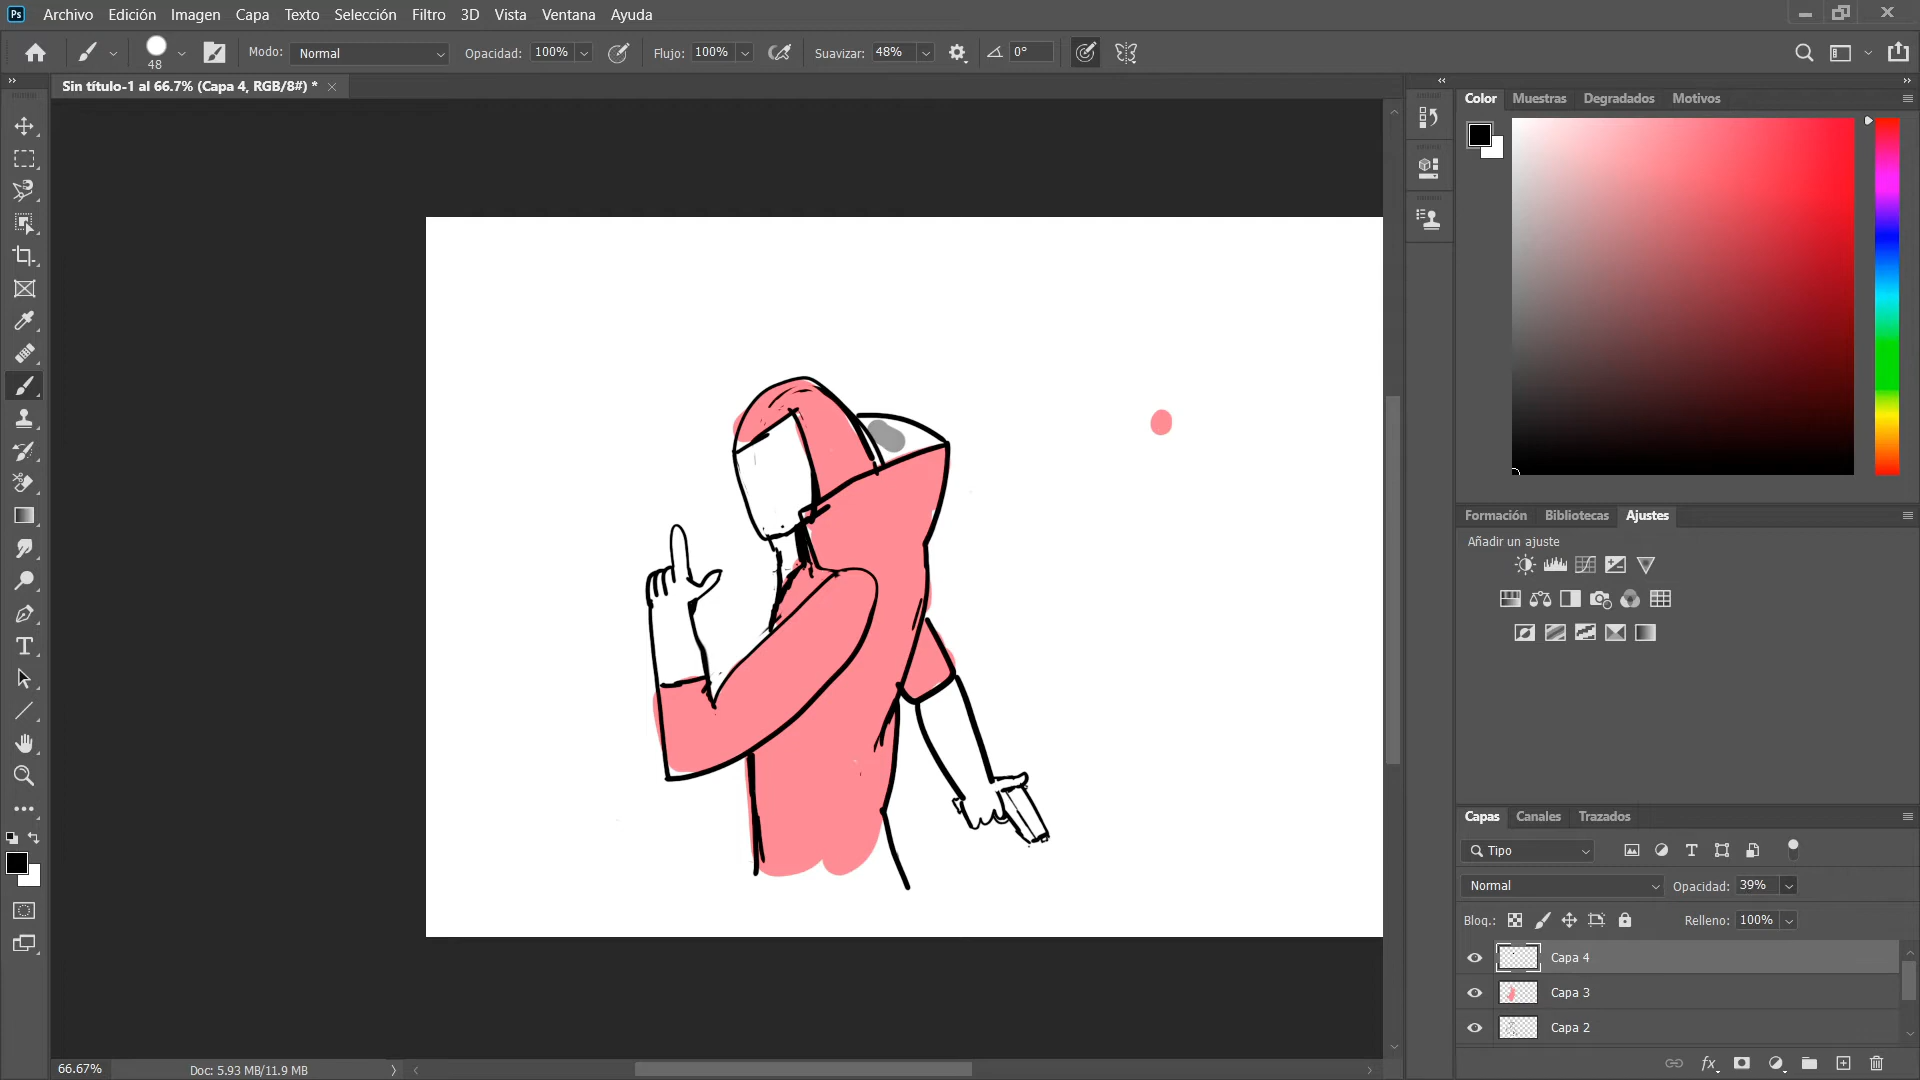 Ps Archivo Edición Imagen Capa Texto Selección Filtro 3D Vista Ventana Ayuda
48 Modo: Normal Opacidad: 100% Flujo: 100% Suavizar: 48% 0°
Sin título-1 al 66.7% (Capa 4, RGB/8#) *
Color Muestras Degradados Motivos
Formación Bibliotecas Ajustes
Añadir un ajuste
Capas Canales Trazados
Tipo
Normal Opacidad: 39%
Bloq.: Relleno: 100%
Capa 4
Capa 3
Capa 2
fx
66.67% Doc: 5.93 MB/11.9 MB